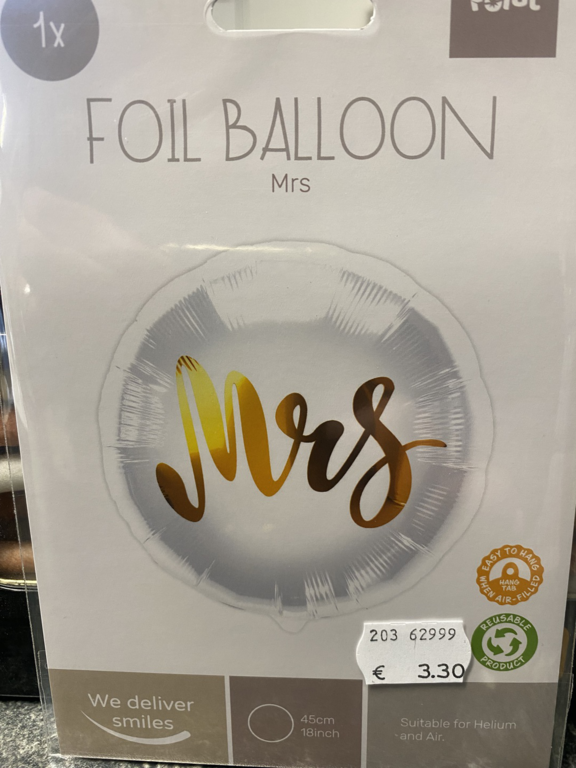 1x
FOIL BALLOON
Mrs
Mrs
EASY TO HANG
HANG
TAB
WHEN AIR-FILLED
REUSABLE
PRODUCT
203 62999
€ 3.30
We deliver
smiles
45cm
18inch
Suitable for Helium
and Air.